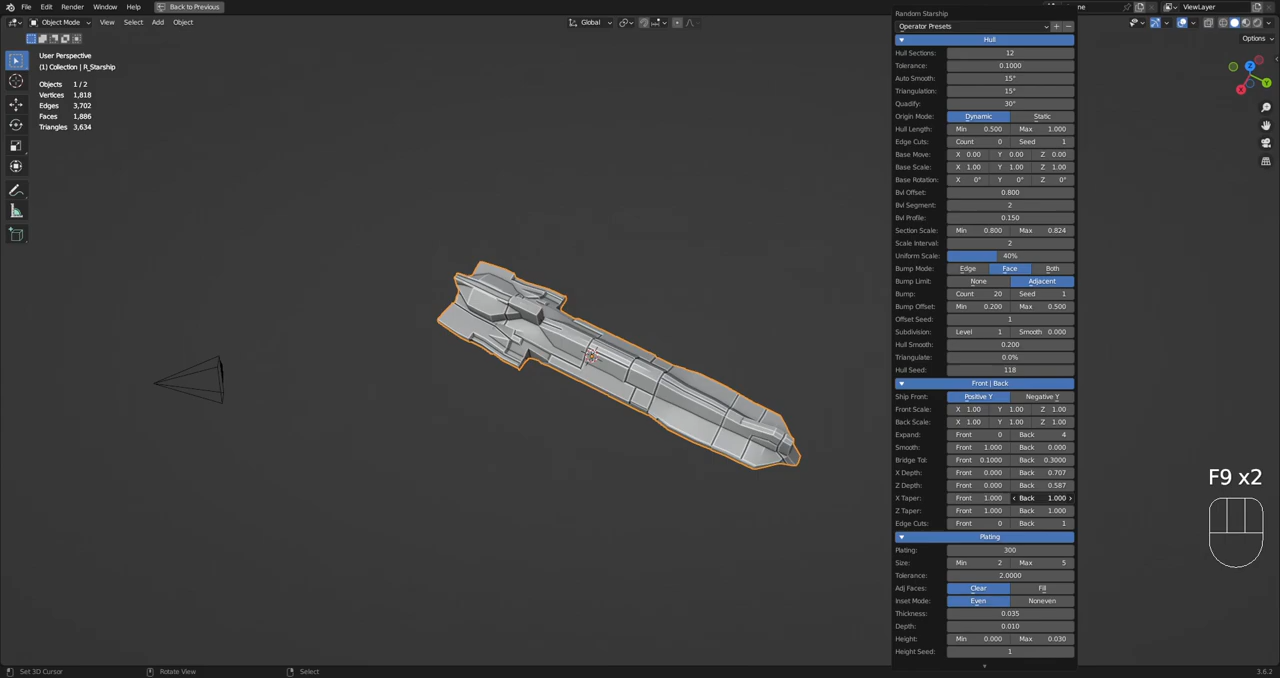 File Edit Render Window Help Back to Previous ViewLayer
Object Mode View Select Add Object Global Options
User Perspective
(1) Collection | R_Starship
Objects 1 / 2
Vertices 1,818
Edges 3,702
Faces 1,886
Triangles 3,634
Random Starship
Operator Presets
Hull
Hull Sections: 12
Tolerance: 0.1000
Auto Smooth: 15°
Triangulation: 15°
Quadify: 30°
Origin Mode: Dynamic Static
Hull Length: Min 0.500 Max 1.000
Edge Cuts: Count 0 Seed 1
Base Move: X 0.00 Y 0.00 Z 0.00
Base Scale: X 1.00 Y 1.00 Z 1.00
Base Rotation: X 0° Y 0° Z 0°
Bvl Offset: 0.800
Bvl Segment: 2
Bvl Profile: 0.150
Section Scale: Min 0.800 Max 0.824
Scale Interval: 2
Uniform Scale: 40%
Bump Mode: Edge Face Both
Bump Limit: None Adjacent
Bump: Count 20 Seed 1
Bump Offset: Min 0.200 Max 0.500
Offset Seed: 1
Subdivision: Level 1 Smooth 0.000
Hull Smooth: 0.200
Triangulate: 0.0%
Hull Seed: 118
Front | Back
Ship Front: Positive Y Negative Y
Front Scale: X 1.00 Y 1.00 Z 1.00
Back Scale: X 1.00 Y 1.00 Z 1.00
Expand: Front 0 Back 4
Smooth: Front 1.000 Back 0.000
Bridge Tol: Front 0.1000 Back 0.3000
X Depth: Front 0.000 Back 0.707
Z Depth: Front 0.000 Back 0.587
X Taper: Front 1.000 Back 1.000
Z Taper: Front 1.000 Back 1.000
Edge Cuts: Front 0 Back 1
Plating
Plating: 300
Size: Min 2 Max 5
Tolerance: 2.0000
Adj Faces: Clear Fill
Inset Mode: Even Noneven
Thickness: 0.035
Depth: 0.010
Height: Min 0.000 Max 0.030
Height Seed: 1
Z
Y
X
F9 x2
Set 3D Cursor Rotate View Select 3.6.2